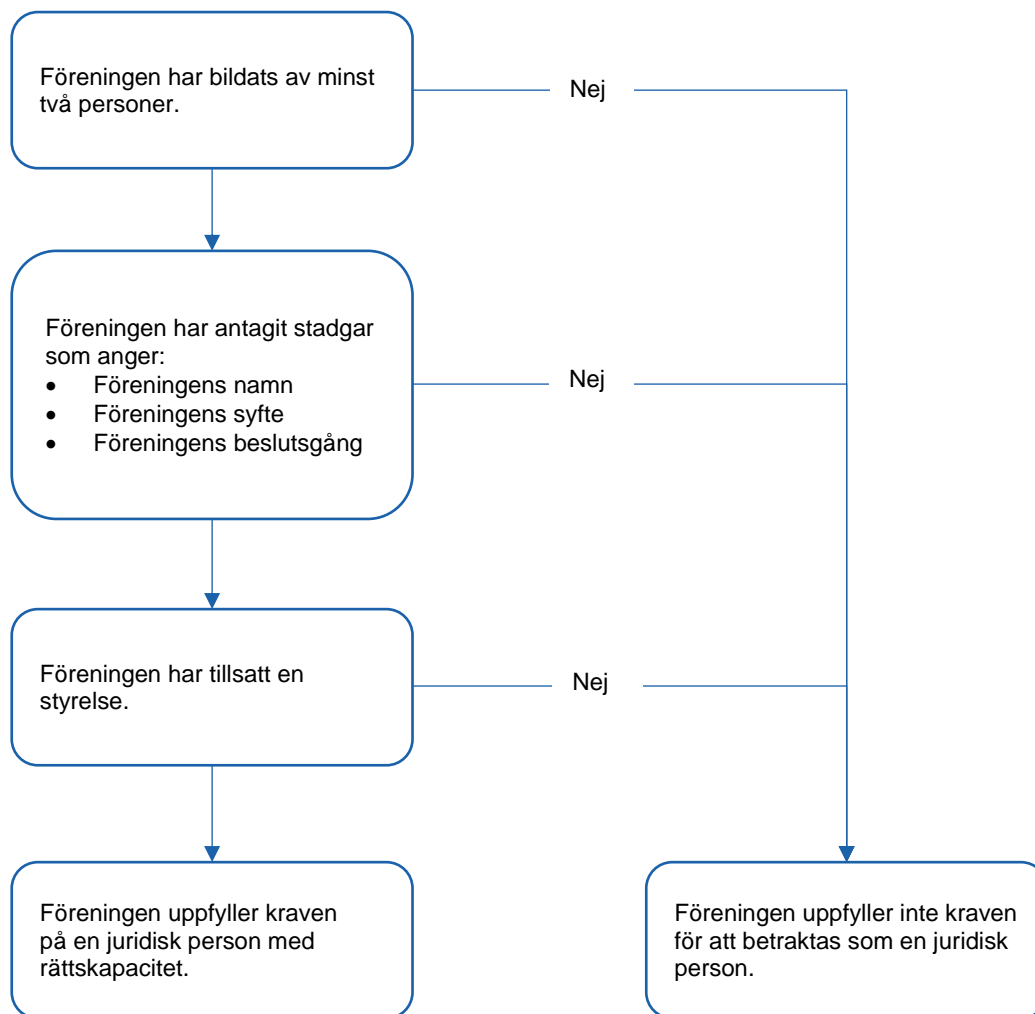 Föreningen har bildats av minst
två personer.
Nej
Föreningen har antagit stadgar
som anger:
• Föreningens namn
• Föreningens syfte
• Föreningens beslutsgång
Nej
Föreningen har tillsatt en
styrelse.
Nej
Föreningen uppfyller kraven
på en juridisk person med
rättskapacitet.
Föreningen uppfyller inte kraven
för att betraktas som en juridisk
person.